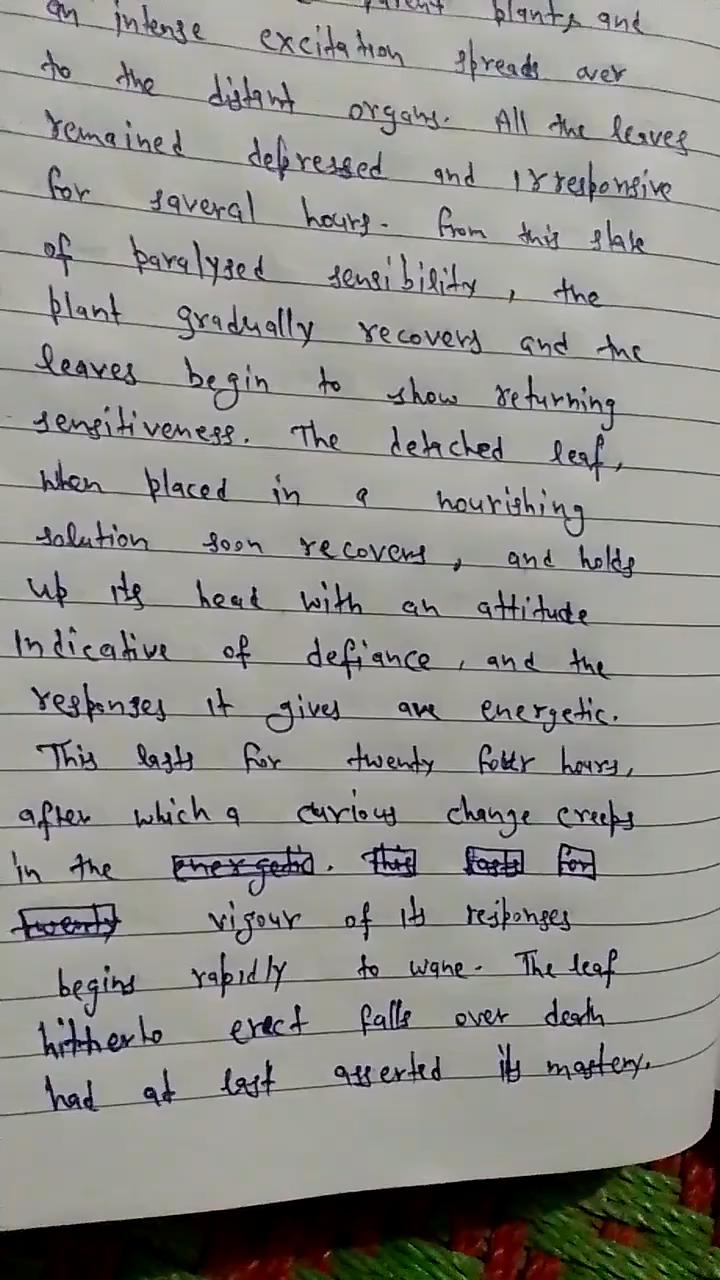 plants and
an intense excitation spreads over
to the distant organs. All the leaves
remained depressed and irresponsive
for saveral hours. from this state
of paralysed sensibility, the
plant gradually recovers and the
leaves begin to show returning
sensitiveness. The detached leaf,
when placed in a nourishing
solution soon recovers, and holds
up its head with an attitude
Indicative of defiance, and the
responses it gives are energetic.
This lasts for twenty four hours,
after which a curious change creeps
in the energetic. This lasts for
twenty vigour of its responses
begins rapidly to wane. The leaf
hitherto erect falls over death
had at last asserted its mastery.